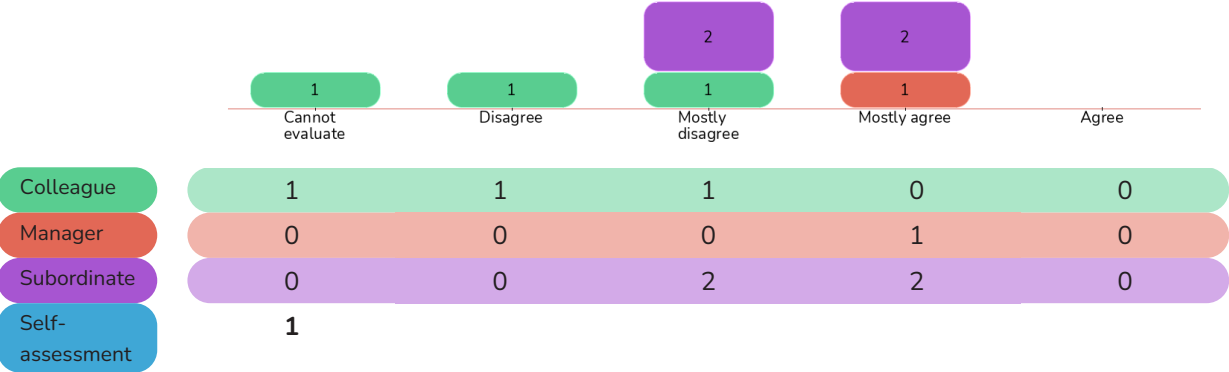 2 2
1 1 1 1
Cannot evaluate Disagree Mostly disagree Mostly agree Agree
Colleague 1 1 1 0 0
Manager 0 0 0 1 0
Subordinate 0 0 2 2 0
Self-
assessment 1